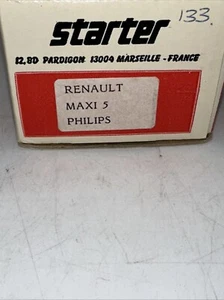 133.
starter
12,BD PARDIGON 13004 MARSEILLE - FRANCE
RENAULT
MAXI 5
PHILIPS